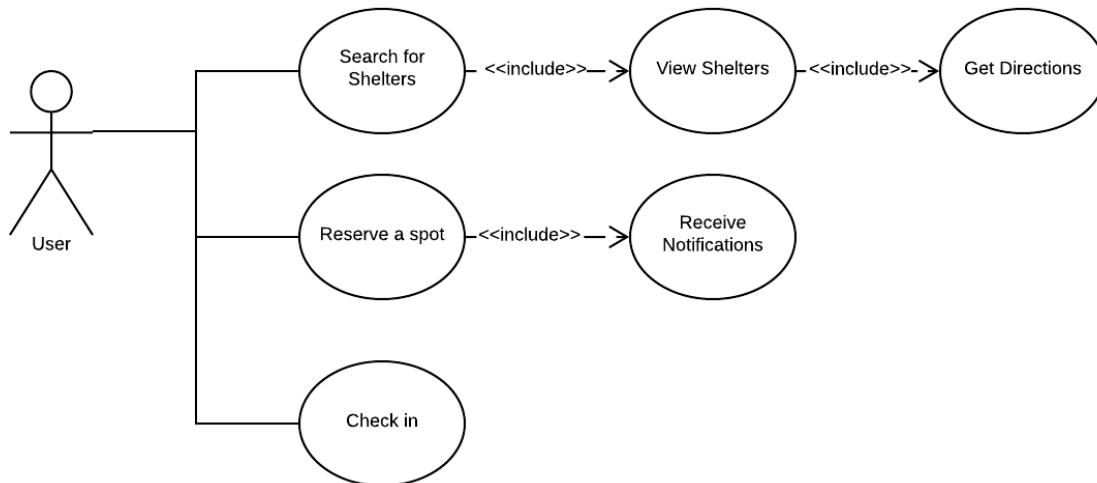 Search for
Shelters
<<include>>
View Shelters
<<include>>
Get Directions
User
Reserve a spot
<<include>>
Receive
Notifications
Check in